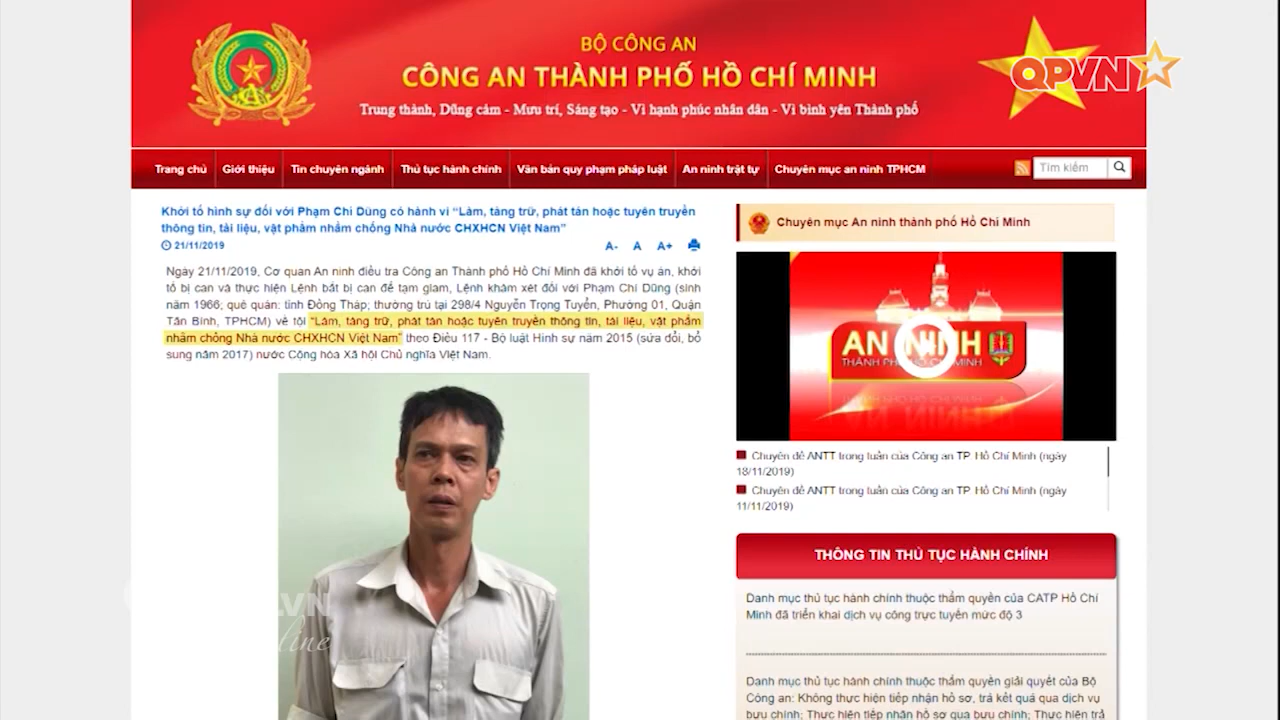 BỘ CÔNG AN
CÔNG AN THÀNH PHỐ HỒ CHÍ MINH
Trung thành, Dũng cảm - Mưu trí, Sáng tạo - Vì hạnh phúc nhân dân - Vì bình yên Thành phố
QPVN
Trang chủ
Giới thiệu
Tin chuyên ngành
Thủ tục hành chính
Văn bản quy phạm pháp luật
An ninh trật tự
Chuyên mục an ninh TPHCM
Tìm kiếm
Khởi tố hình sự đối với Phạm Chí Dũng có hành vi “Làm, tàng trữ, phát tán hoặc tuyên truyền
thông tin, tài liệu, vật phẩm nhằm chống Nhà nước CHXHCN Việt Nam”
21/11/2019
A- A A+
Ngày 21/11/2019, Cơ quan An ninh điều tra Công an Thành phố Hồ Chí Minh đã khởi tố vụ án, khởi
tố bị can và thực hiện Lệnh bắt bị can để tạm giam, Lệnh khám xét đối với Phạm Chí Dũng (sinh
năm 1966; quê quán: tỉnh Đồng Tháp; thường trú tại 298/4 Nguyễn Trọng Tuyển, Phường 01, Quận
Tân Bình, TPHCM) về tội “Làm, tàng trữ, phát tán hoặc tuyên truyền thông tin, tài liệu, vật phẩm
nhằm chống Nhà nước CHXHCN Việt Nam” theo Điều 117 - Bộ luật Hình sự năm 2015 (sửa đổi, bổ
sung năm 2017) nước Cộng hòa Xã hội Chủ nghĩa Việt Nam.
Chuyên mục An ninh thành phố Hồ Chí Minh
AN NINH
THÀNH PHỐ HỒ CHÍ MINH
Chuyên đề ANTT trong tuần của Công an TP. Hồ Chí Minh (ngày
18/11/2019)
Chuyên đề ANTT trong tuần của Công an TP. Hồ Chí Minh (ngày
11/11/2019)
THÔNG TIN THỦ TỤC HÀNH CHÍNH
Danh mục thủ tục hành chính thuộc thẩm quyền của CATP Hồ Chí
Minh đã triển khai dịch vụ công trực tuyến mức độ 3
Danh mục thủ tục hành chính thuộc thẩm quyền giải quyết của Bộ
Công an: Không thực hiện tiếp nhận hồ sơ, trả kết quả qua dịch vụ
bưu chính; Thực hiện tiếp nhận hồ sơ qua bưu chính; Thực hiện trả